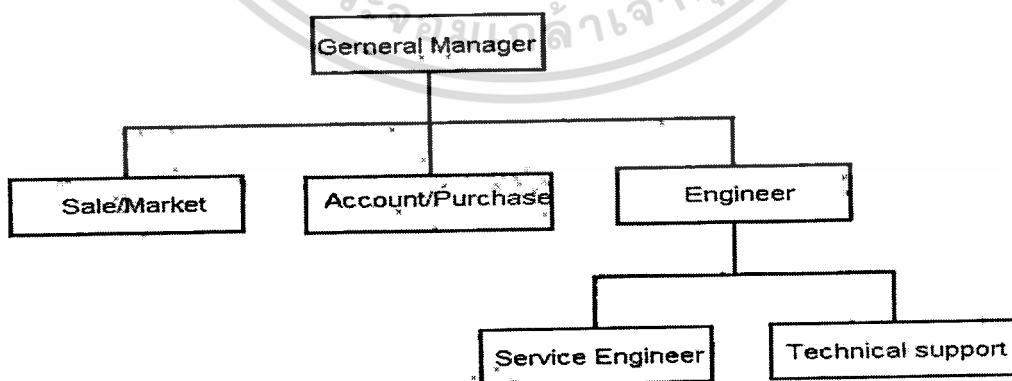 Gerneral Manager
Sale/Market
Account/Purchase
Engineer
Service Engineer
Technical support